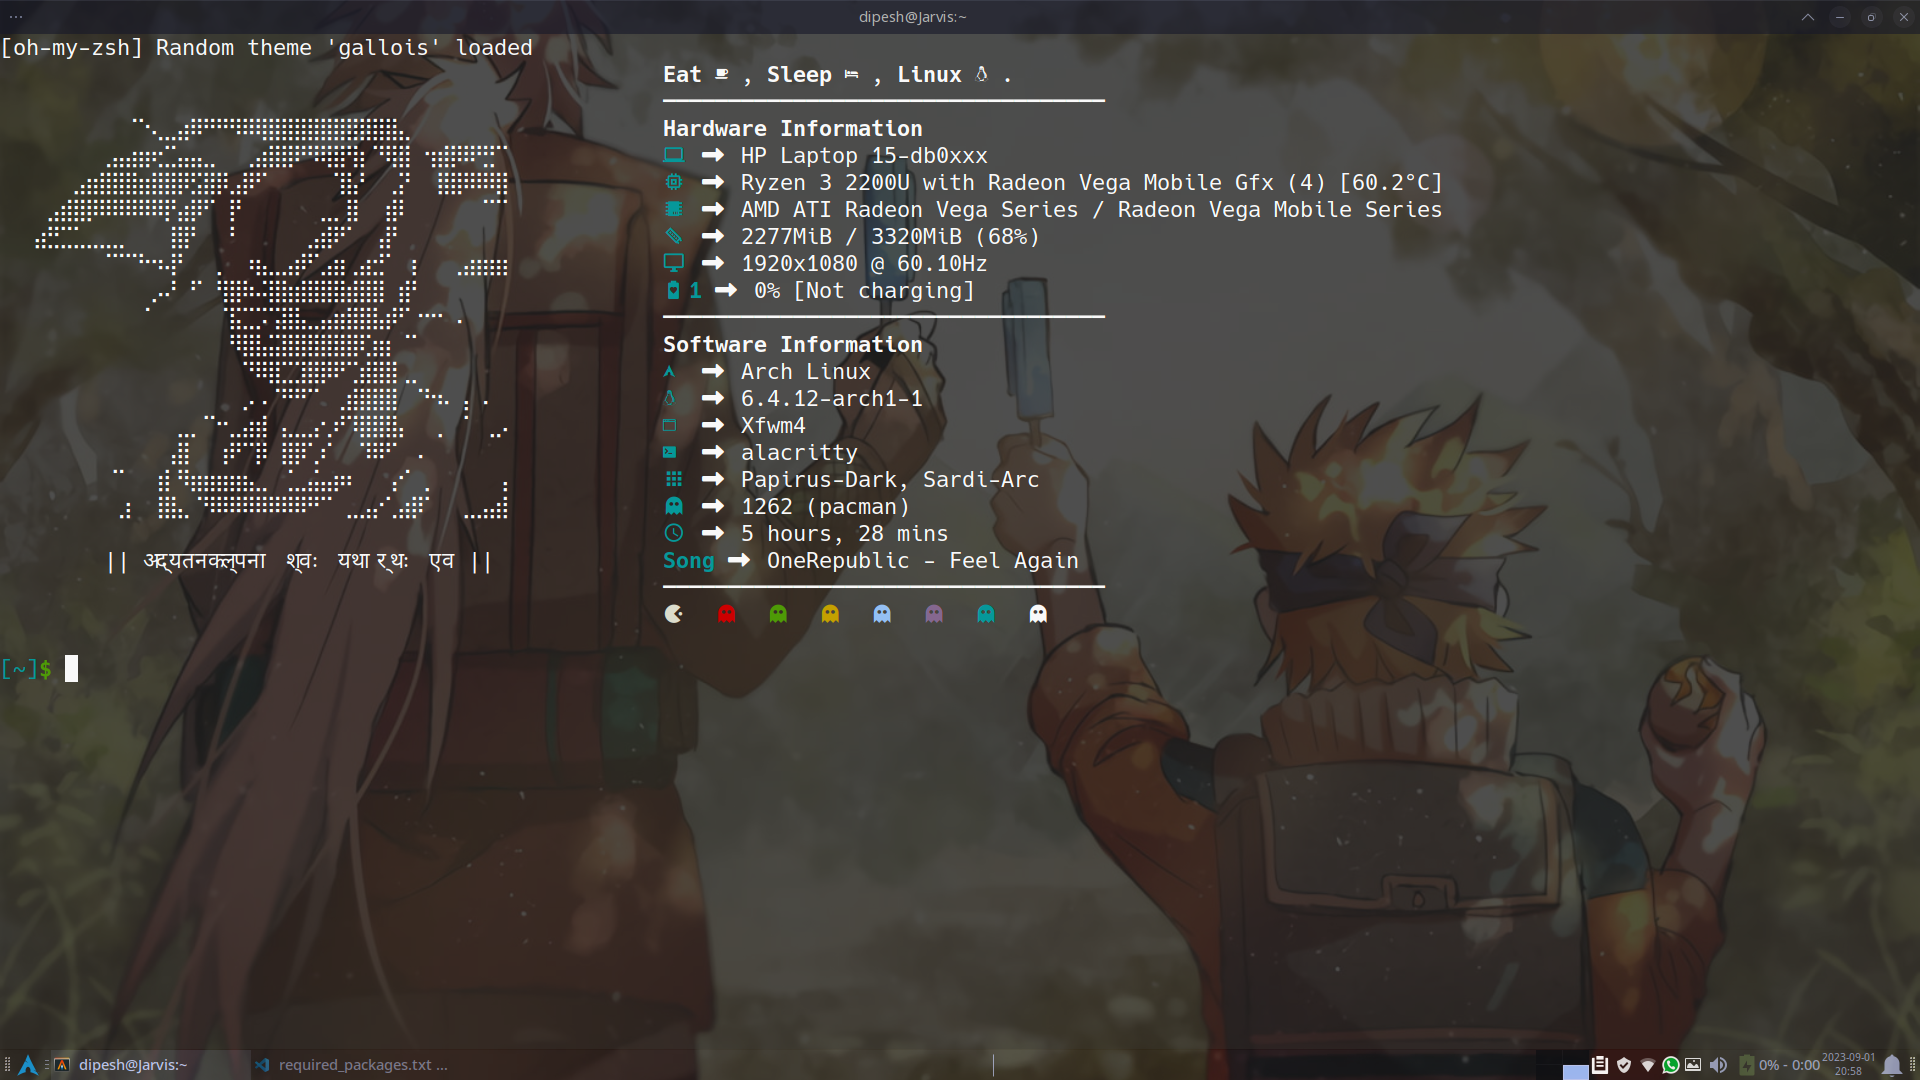 dipesh@Jarvis:~
[oh-my-zsh] Random theme 'gallois' loaded
Eat , Sleep , Linux .
Hardware Information
HP Laptop 15-db0xxx
Ryzen 3 2200U with Radeon Vega Mobile Gfx (4) [60.2°C]
AMD ATI Radeon Vega Series / Radeon Vega Mobile Series
2277MiB / 3320MiB (68%)
1920x1080 @ 60.10Hz
1 0% [Not charging]
Software Information
Arch Linux
6.4.12-arch1-1
Xfwm4
alacritty
Papirus-Dark, Sardi-Arc
1262 (pacman)
5 hours, 28 mins
Song OneRepublic - Feel Again
|| अद्यतनकल्पना श्वः यथा र्थः एव ||
[~]$
dipesh@Jarvis:~
required_packages.txt ...
0% - 0:00
2023-09-01
20:58